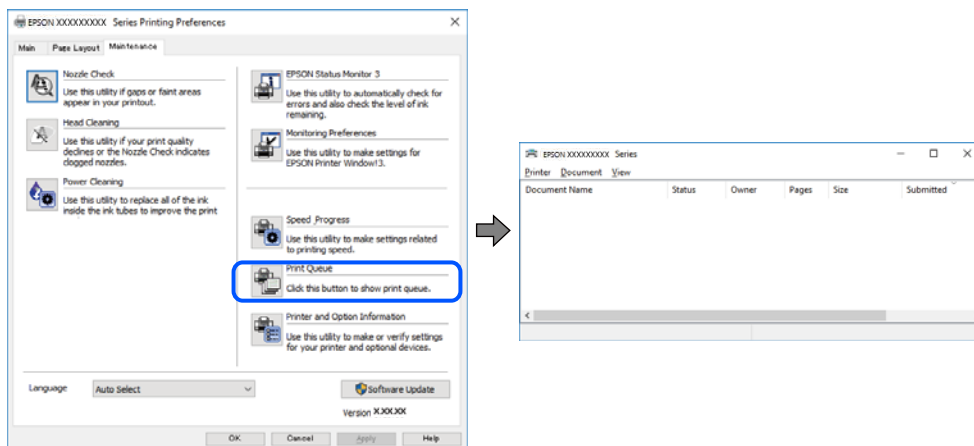 EPSON XXXXXXXXX Series Printing Preferences
Main Page Layout Maintenance
Nozzle Check
Use this utility if gaps or faint areas
appear in your printout.
Head Cleaning
Use this utility if your print quality
declines or the Nozzle Check indicates
clogged nozzles.
Power Cleaning
Use this utility to replace all of the ink
inside the ink tubes to improve the print
EPSON Status Monitor 3
Use this utility to automatically check for
errors and also check the level of ink
remaining.
Monitoring Preferences
Use this utility to make settings for
EPSON Printer Window!3.
Speed Progress
Use this utility to make settings related
to printing speed.
Print Queue
Click this button to show print queue.
Printer and Option Information
Use this utility to make or verify settings
for your printer and optional devices.
Language Auto Select
Software Update
Version X.XX.XX
OK Cancel Apply Help
EPSON XXXXXXXXX Series
Printer Document View
Document Name Status Owner Pages Size Submitted